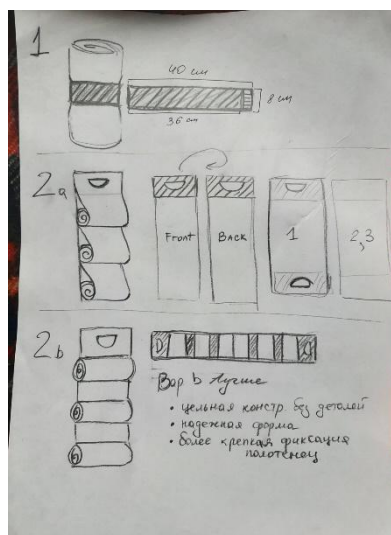 1
40 см
8 см
36 см
2a
Front
Back
1
2,3
2b
Вар b лучше
• цельная констр. без деталей
• надежная форма
• более крепкая фиксация
полотенец